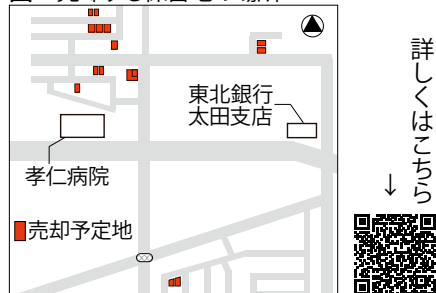 東北銀行
太田支店
孝仁病院
売却予定地
詳しくはこちら
↓